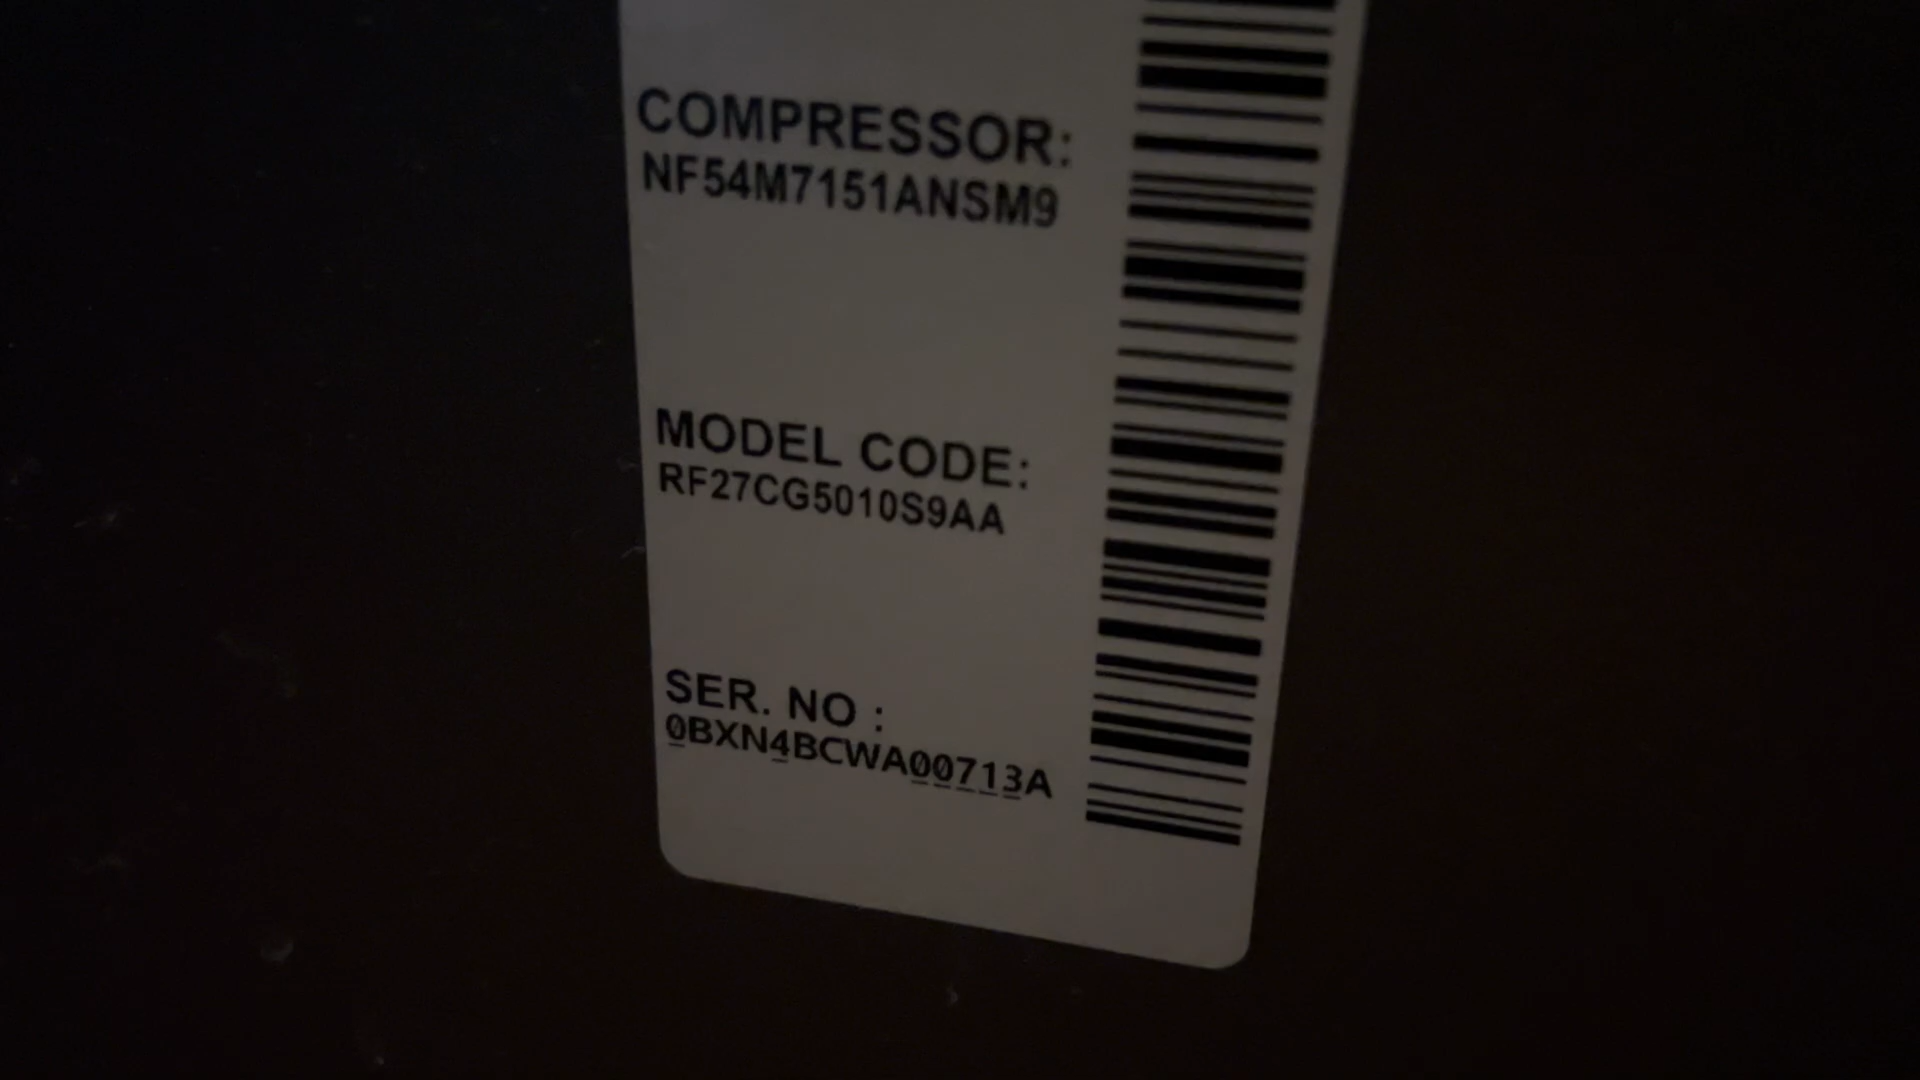 COMPRESSOR:
NF54M7151ANSM9
MODEL CODE:
RF27CG5010S9AA
SER. NO :
0BXN4BCWA00713A